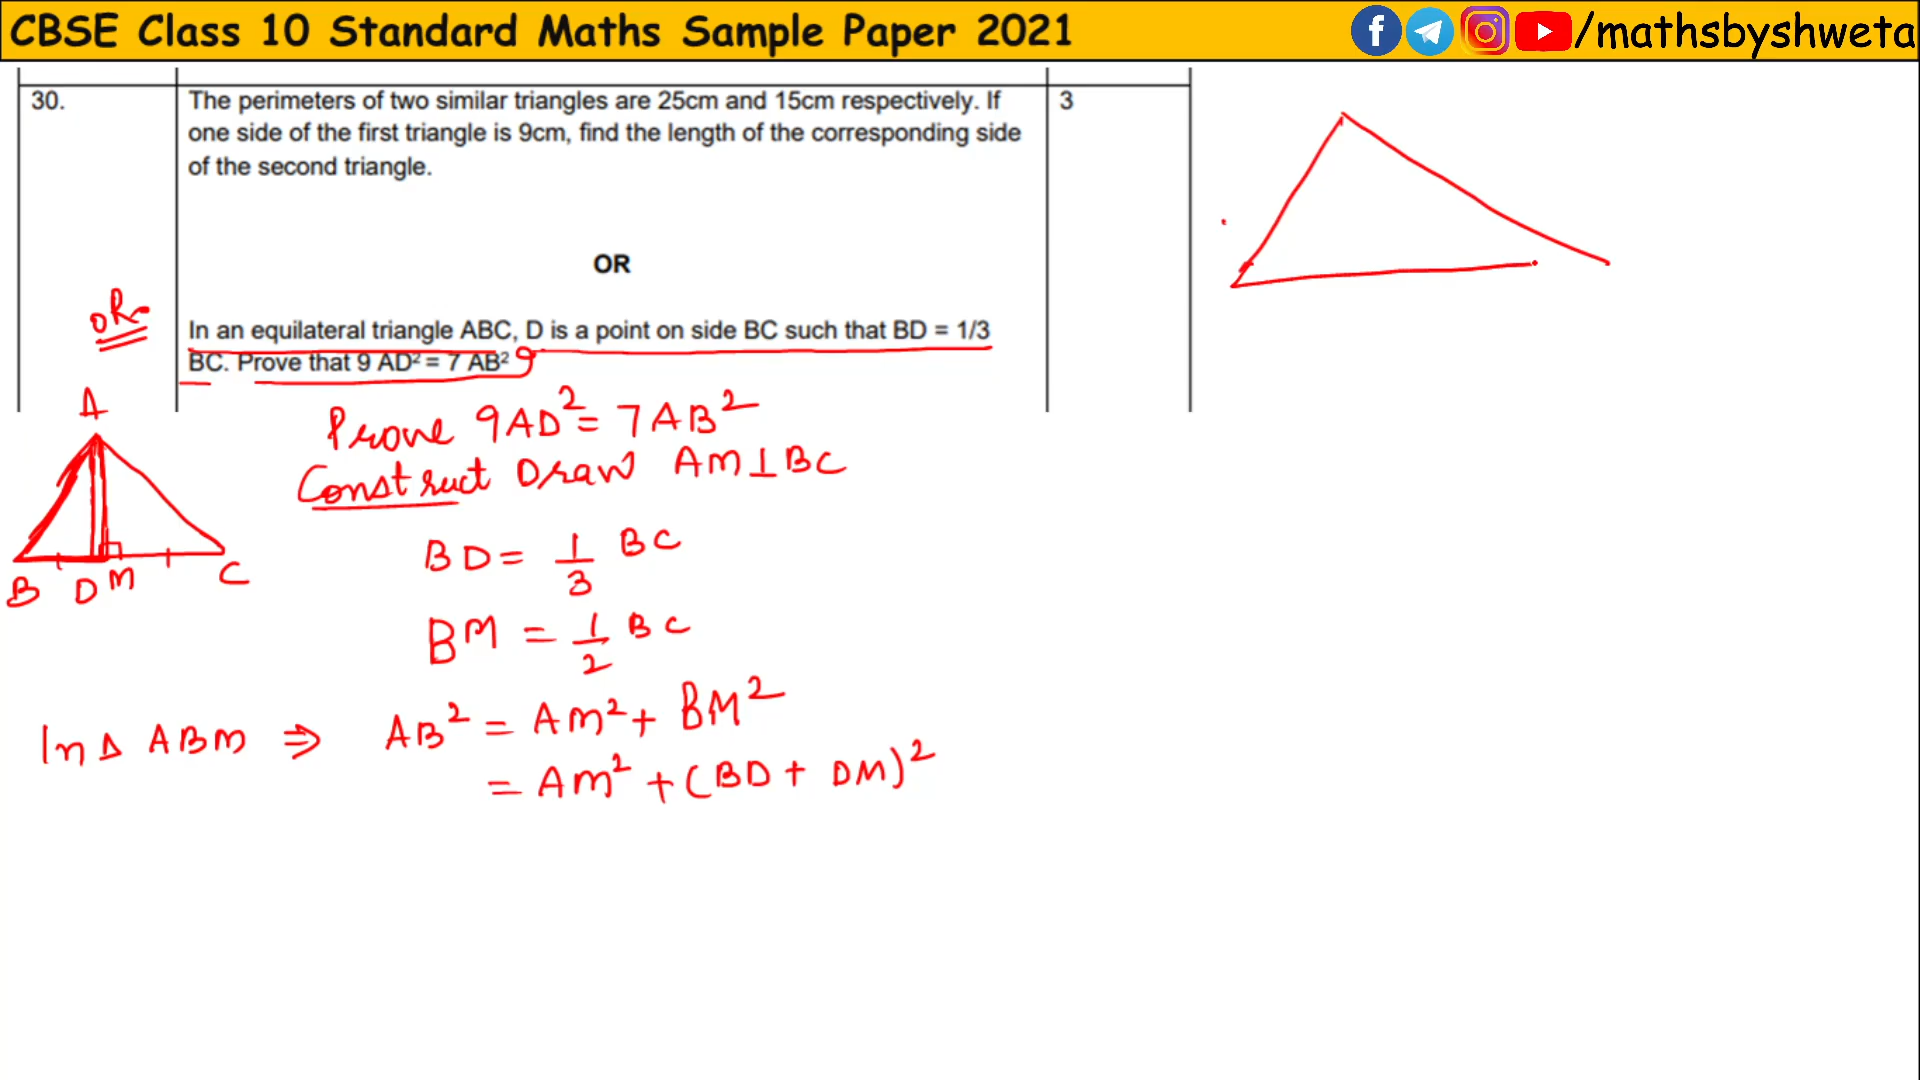 CBSE Class 10 Standard Maths Sample Paper 2021
/mathsbyshweta
30.
The perimeters of two similar triangles are 25cm and 15cm respectively. If
one side of the first triangle is 9cm, find the length of the corresponding side
of the second triangle.
3
OR
OR
In an equilateral triangle ABC, D is a point on side BC such that BD = 1/3
BC. Prove that 9 AD² = 7 AB²
A
B D M C
Prove 9AD² = 7AB²
Construct Draw AM⊥BC
BD = 1/3 BC
BM = 1/2 BC
In Δ ABM ⇒ AB² = AM² + BM²
= AM² + (BD + DM)²